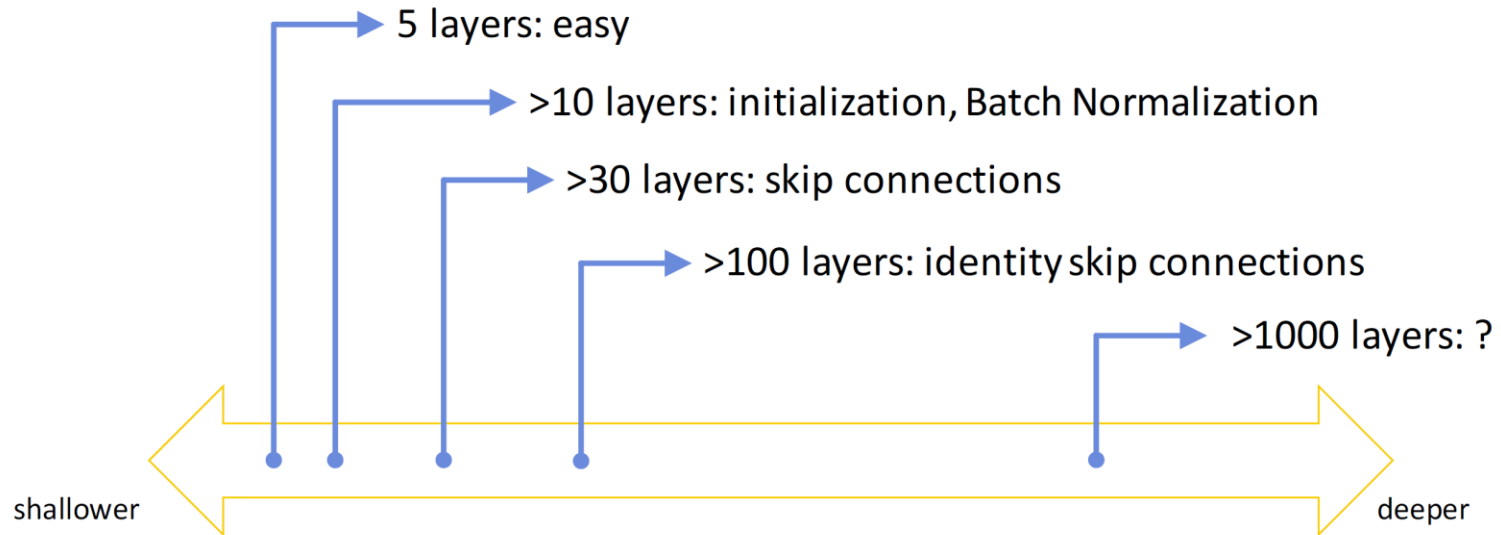 5 layers: easy
>10 layers: initialization, Batch Normalization
>30 layers: skip connections
>100 layers: identity skip connections
>1000 layers: ?
shallower
deeper